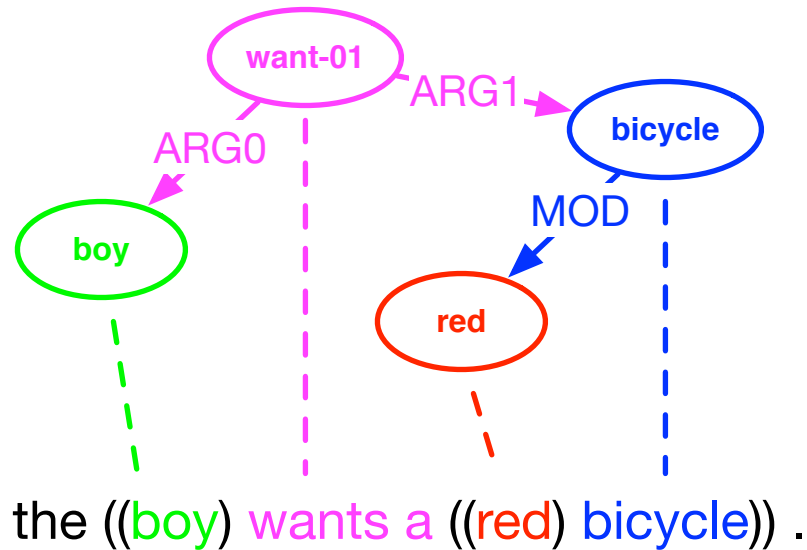 want-01
ARG1
bicycle
ARG0
MOD
boy
red
the ((boy) wants a ((red) bicycle)) .